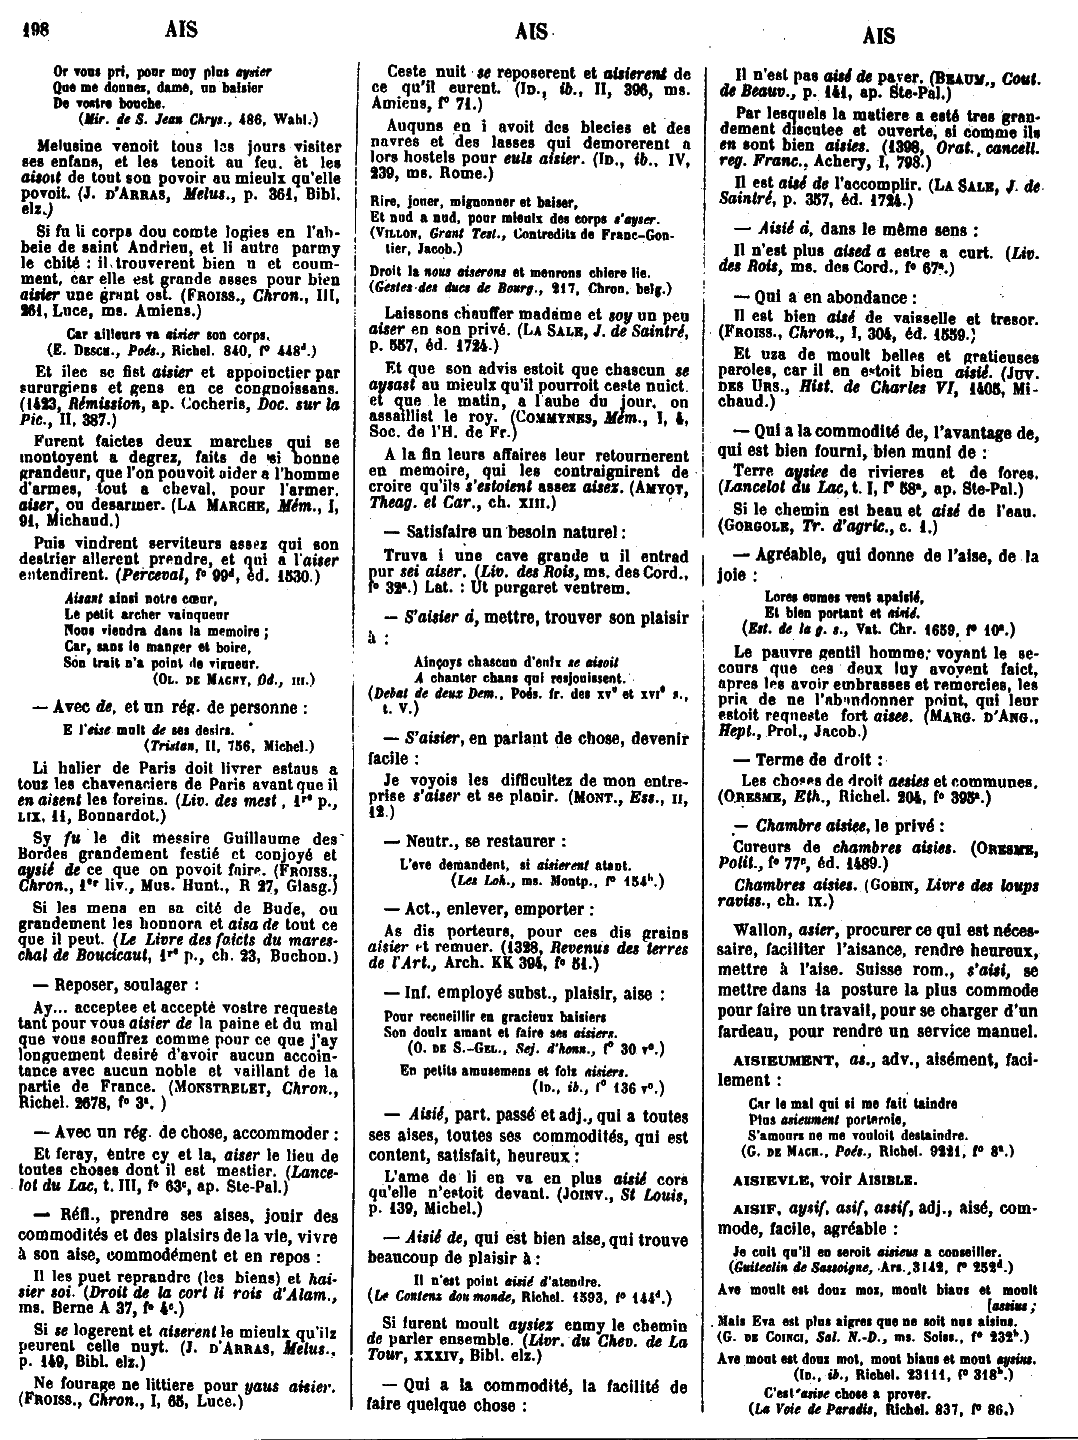 198 AIS AIS AIS
Or vous pri, pour moy plus aysier
Que me donnez, dame, un baisier
De vostre bouche.
(Mir. de S. Jean Chrys., 486, Wahl.)
Melusine venoit tous les jours visiter
ses enfans, et les tenoit au feu. et les
aisoit de tout son povoir au mieulx qu'elle
povoit. (J. D'ARRAS, Melus., p. 361, Bibl.
elz.)
Si fu li corps dou comte logies en l'ab-
beie de saint Andrieu, et li autre parmy
le chité : il trouverent bien u et coum-
ment, car elle est grande asses pour bien
aisier une grant ost. (FROISS., Chron., III,
261, Luce, ms. Amiens.)
Car ailleurs va aisier son corps.
(E. DESCH., Poés., Richel. 840, f° 448d.)
Et ilec se fist aisier et appoinctier par
sururgiens et gens en ce congnoissans.
(1423, Rémission, ap. Cocheris, Doc. sur la
Pic., II, 387.)
Furent faictes deux marches qui se
montoyent a degrez, faits de si bonne
grandeur, que l'on pouvoit aider a l'homme
d'armes, tout a cheval, pour l'armer,
aiser, ou desarmer. (LA MARCHE, Mém., I,
91, Michaud.)
Puis vindrent serviteurs assez qui son
destrier allerent prendre, et qui a l'aiser
entendirent. (Perceval, f° 99d, éd. 1530.)
Aisant ainsi notre cœur,
Le petit archer vainqueur
Nous viendra dans la memoire ;
Car, sans le manger et boire,
Son trait n'a point de vigueur.
(OL. DE MAGNY, Od., III.)
— Avec de, et un rég. de personne :
E l'eise mult de ses desirs.
(Tristan, II, 756, Michel.)
Li halier de Paris doit livrer estaus a
touz les chavenaciers de Paris avant que il
en aisent les foreins. (Liv. des mest, 1re p.,
LIX, 11, Bonnardot.)
Sy fu le dit messire Guillaume des
Bordes grandement festié et conjoyé et
aysié de ce que on povoit faire. (FROISS.,
Chron., 1er liv., Mus. Hunt., R 27, Glasg.)
Si les mena en sa cité de Bude, ou
grandement les honnora et aisa de tout ce
que il peut. (Le Livre des faicts du mares-
chal de Boucicaut, 1re p., ch. 23, Buchon.)
— Reposer, soulager :
Ay... acceptee et accepté vostre requeste
tant pour vous aisier de la paine et du mal
que vous souffrez comme pour ce que j'ay
longuement desiré d'avoir aucun accoin-
tance avec aucun noble et vaillant de la
partie de France. (MONSTRELET, Chron.,
Richel. 2678, f° 3a.)
— Avec un rég. de chose, accommoder :
Et feray, entre cy et la, aiser le lieu de
toutes choses dont il est mestier. (Lance-
lot du Lac, t. III, f° 63c, ap. Ste-Pal.)
— Réfl., prendre ses aises, jouir des
commodités et des plaisirs de la vie, vivre
à son aise, commodément et en repos :
Il les puet reprandre (les biens) et hai-
sier soi. (Droit de la cort li rois d'Alam.,
ms. Berne A 37, f° 4c.)
Si se logerent et aiserent le mieulx qu'ilz
peurent celle nuyt. (J. D'ARRAS, Melus.,
p. 149, Bibl. elz.)
Ne fourage ne littiere pour yaus aisier.
(FROISS., Chron., I, 65, Luce.)
Ceste nuit se reposerent et aisierent de
ce qu'il eurent. (ID., ib., II, 396, ms.
Amiens, f° 71.)
Auquns en i avoit des blecies et des
navres et des lasses qui demorerent a
lors hostels pour euls aisier. (ID., ib., IV,
239, ms. Rome.)
Rire, jouer, mignonner et baiser,
Et nud a nud, pour mieulx des corps s'ayser.
(VILLON, Grant Test., Contredits de Franc-Gon-
tier, Jacob.)
Droit la nous aiserons et menrons chiere lie.
(Gestes des ducs de Bourg., 217, Chron. belg.)
Laissons chauffer madame et soy un peu
aiser en son privé. (LA SALE, J. de Saintré,
p. 557, éd. 1724.)
Et que son advis estoit que chascun se
aysast au mieulx qu'il pourroit ceste nuict.
et que le matin, a l'aube du jour, on
assaillist le roy. (COMMYNES, Mém., I, 4,
Soc. de l'H. de Fr.)
A la fin leurs affaires leur retournerent
en memoire, qui les contraignirent de
croire qu'ils s'estoient assez aisez. (AMYOT,
Theag. et Car., ch. XIII.)
— Satisfaire un besoin naturel :
Truva i une cave grande u il entrad
pur sei aiser. (Liv. des Rois, ms. des Cord.,
f° 32a.) Lat. : Ut purgaret ventrem.
— S'aisier á, mettre, trouver son plaisir
à :
Ainçoys chascun d'eulx se aisoit
A chanter chans qui resjouissent.
(Debat de deux Dem., Poés. fr. des XVe et XVIe s.,
t. V.)
— S'aisier, en parlant de chose, devenir
facile :
Je voyois les difficultez de mon entre-
prise s'aiser et se planir. (MONT., Ess., II,
12.)
— Neutr., se restaurer :
L'eve demandent, si aisierent atant.
(Les Loh., ms. Montp., f° 154b.)
— Act., enlever, emporter :
As dis porteurs, pour ces dis grains
aisier et remuer. (1328, Revenus des terres
de l'Art., Arch. KK 394, f° 51.)
— Inf. employé subst., plaisir, aise :
Pour recueillir en gracieux baisiers
Son doulx amant et faire ses aisiers.
(O. DE S.-GEL., Sej. d'honn., f° 30 v°.)
En petits amusemens et folz aisiers.
(ID., ib., f° 136 v°.)
— Aisié, part. passé et adj., qui a toutes
ses aises, toutes ses commodités, qui est
content, satisfait, heureux :
L'ame de li en va en plus aisié cors
qu'elle n'estoit devant. (JOINV., St Louis,
p. 139, Michel.)
— Aisié de, qui est bien aise, qui trouve
beaucoup de plaisir à :
Il n'est point aisié d'atendre.
(Le Contenz dou monde, Richel. 1593, f° 144d.)
Si furent moult aysiez enmy le chemin
de parler ensemble. (Livr. du Chev. de La
Tour, XXXIV, Bibl. elz.)
— Qui a la commodité, la facilité de
faire quelque chose :
Il n'est pas aisé de payer. (BEAUM., Cout.
de Beauv., p. 141, ap. Ste-Pal.)
Par lesquels la matiere a esté tres gran-
dement discutee et ouverte, si comme ils
en sont bien aisies. (1398, Orat. cancell.
reg. Franc., Achery, I, 798.)
Il est aisé de l'accomplir. (LA SALE, J. de
Saintré, p. 357, éd. 1724.)
— Aisié á, dans le même sens :
Il n'est plus aised a estre a curt. (Liv.
des Rois, ms. des Cord., f° 67a.)
— Qui a en abondance :
Il est bien aisé de vaisselle et tresor.
(FROISS., Chron., I, 304, éd. 1559.)
Et usa de moult belles et gratieuses
paroles, car il en estoit bien aisié. (JUV.
DES URS., Hist. de Charles VI, 1405, Mi-
chaud.)
— Qui a la commodité de, l'avantage de,
qui est bien fourni, bien muni de :
Terre aysiee de rivieres et de fores.
(Lancelot du Lac, t. I, f° 58a, ap. Ste-Pal.)
Si le chemin est beau et aisé de l'eau.
(GORGOLE, Tr. d'agric., c. 1.)
— Agréable, qui donne de l'aise, de la
joie :
Lores eumes vent apaisié,
Et bien portant et aisié.
(Est. de la g. s., Vat. Chr. 1659, f° 10a.)
Le pauvre gentil homme, voyant le se-
cours que ces deux luy avoyent faict,
apres les avoir embrasses et remercies, les
pria de ne l'abandonner point, qui leur
estoit requeste fort aisee. (MARG. D'ANG.,
Hept., Prol., Jacob.)
— Terme de droit :
Les choses de droit aesies et communes.
(ORESME, Eth., Richel. 204, f° 395a.)
— Chambre aisiee, le privé :
Cureurs de chambres aisies. (ORESME,
Polit., f° 77c, éd. 1489.)
Chambres aisies. (GOBIN, Livre des loups
raviss., ch. IX.)
Wallon, asier, procurer ce qui est néces-
saire, faciliter l'aisance, rendre heureux,
mettre à l'aise. Suisse rom., s'aisi, se
mettre dans la posture la plus commode
pour faire un travail, pour se charger d'un
fardeau, pour rendre un service manuel.
AISIEUMENT, as., adv., aisément, faci-
lement :
Car le mal qui si me fait taindre
Plus asieument porteroie,
S'amours ne me vouloit destaindre.
(G. DE MACH., Poés., Richel. 9221, f° 8a.)
AISIEVLE, voir AISIBLE.
AISIF, aysif, asif, assif, adj., aisé, com-
mode, facile, agréable :
Je cuit qu'il en seroit aisieus a conseiller.
(Guiteclin de Sassoigne, Ars. 3142, f° 252d.)
Ave moult est douz moz, moult biaus et moult
[assius ;
Mais Eva est plus aigres que ne soit nus aisins.
(G. DE COINCI, Sal. N.-D., ms. Soiss., f° 232b.)
Ave mout est douz mot, mout biaus et mout aysius.
(ID., ib., Richel. 23111, f° 318b.)
C'est asive chose a prover.
(La Voie de Paradis, Richel. 837, f° 86.)